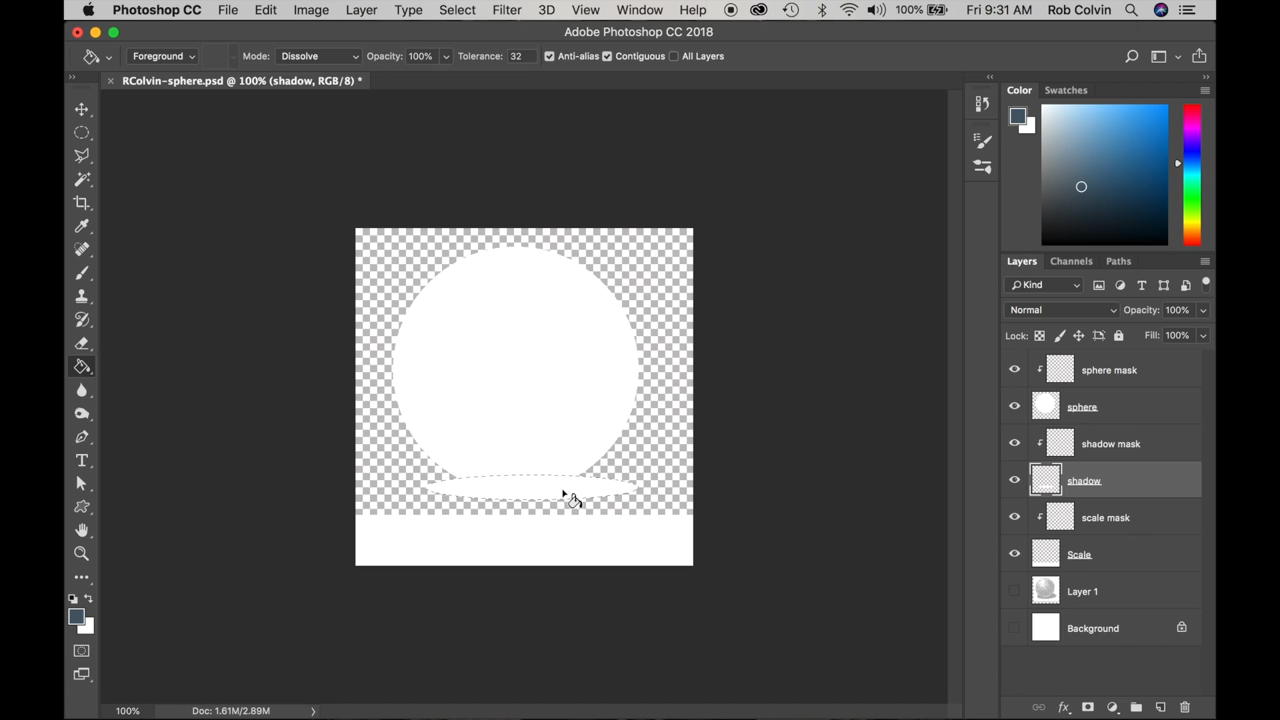 Photoshop CC File Edit Image Layer Type Select Filter 3D View Window Help 100% Fri 9:31 AM Rob Colvin
Adobe Photoshop CC 2018
Foreground Mode: Dissolve Opacity: 100% Tolerance: 32 Anti-alias Contiguous All Layers
RColvin-sphere.psd @ 100% (shadow, RGB/8) *
Color Swatches
Layers Channels Paths
Kind
Normal Opacity: 100%
Lock: Fill: 100%
sphere mask
sphere
shadow mask
shadow
scale mask
Scale
Layer 1
Background
100% Doc: 1.61M/2.89M